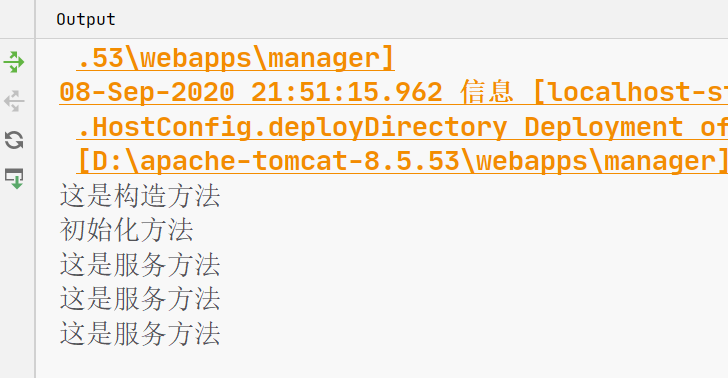 Output
.53\webapps\manager]
08-Sep-2020 21:51:15.962 信息 [localhost-st
.HostConfig.deployDirectory Deployment of
[D:\apache-tomcat-8.5.53\webapps\manager]
这是构造方法
初始化方法
这是服务方法
这是服务方法
这是服务方法